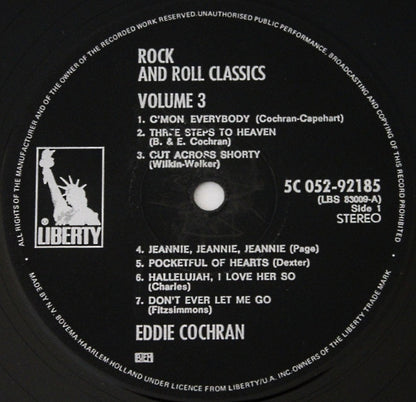 ALL RIGHTS OF THE MANUFACTURER AND OF THE OWNER OF THE RECORDED WORK RESERVED. UNAUTHORISED PUBLIC PERFORMANCE, BROADCASTING AND COPYING OF THIS RECORD PROHIBITED.
ROCK
AND ROLL CLASSICS
VOLUME 3
1. C'MON EVERYBODY (Cochran-Capehart)
2. THREE STEPS TO HEAVEN
(B. & E. Cochran)
3. CUT ACROSS SHORTY
(Wilkin-Walker)
5C 052-92185
(LBS 83009-A)
Side 1
STEREO
® LIBERTY
4. JEANNIE, JEANNIE, JEANNIE (Page)
5. POCKETFUL OF HEARTS (Dexter)
6. HALLELUJAH, I LOVE HER SO
(Charles)
7. DON'T EVER LET ME GO
(Fitzsimmons)
EDDIE COCHRAN
MADE BY N.V. BOVEMA HAARLEM-HOLLAND UNDER LICENCE FROM LIBERTY/U.A. INC. OWNERS OF THE LIBERTY TRADE MARK